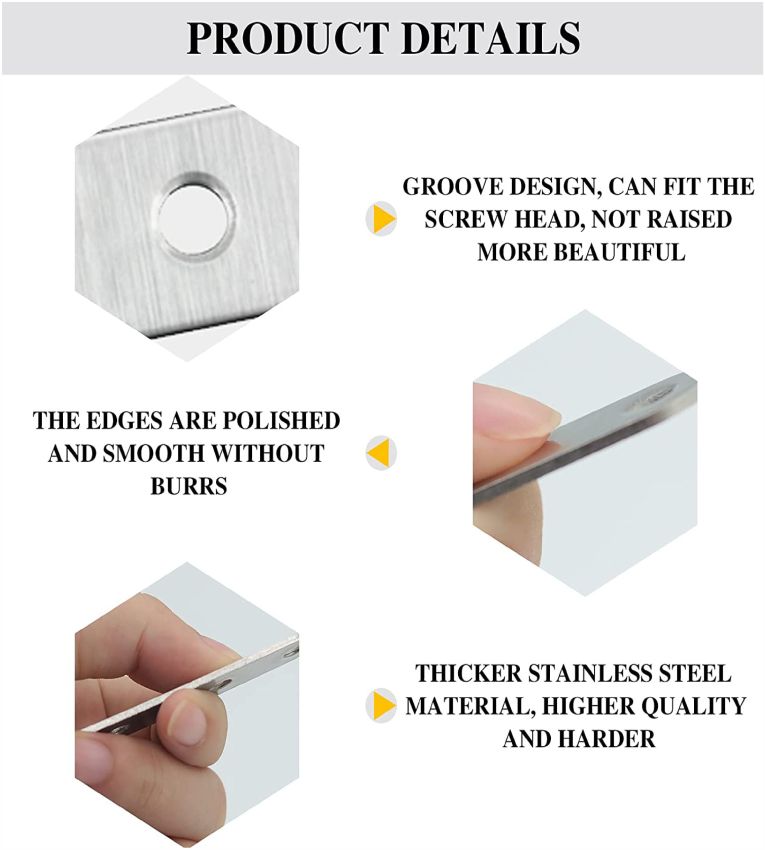 PRODUCT DETAILS
GROOVE DESIGN, CAN FIT THE
SCREW HEAD, NOT RAISED
MORE BEAUTIFUL
THE EDGES ARE POLISHED
AND SMOOTH WITHOUT
BURRS
THICKER STAINLESS STEEL
MATERIAL, HIGHER QUALITY
AND HARDER